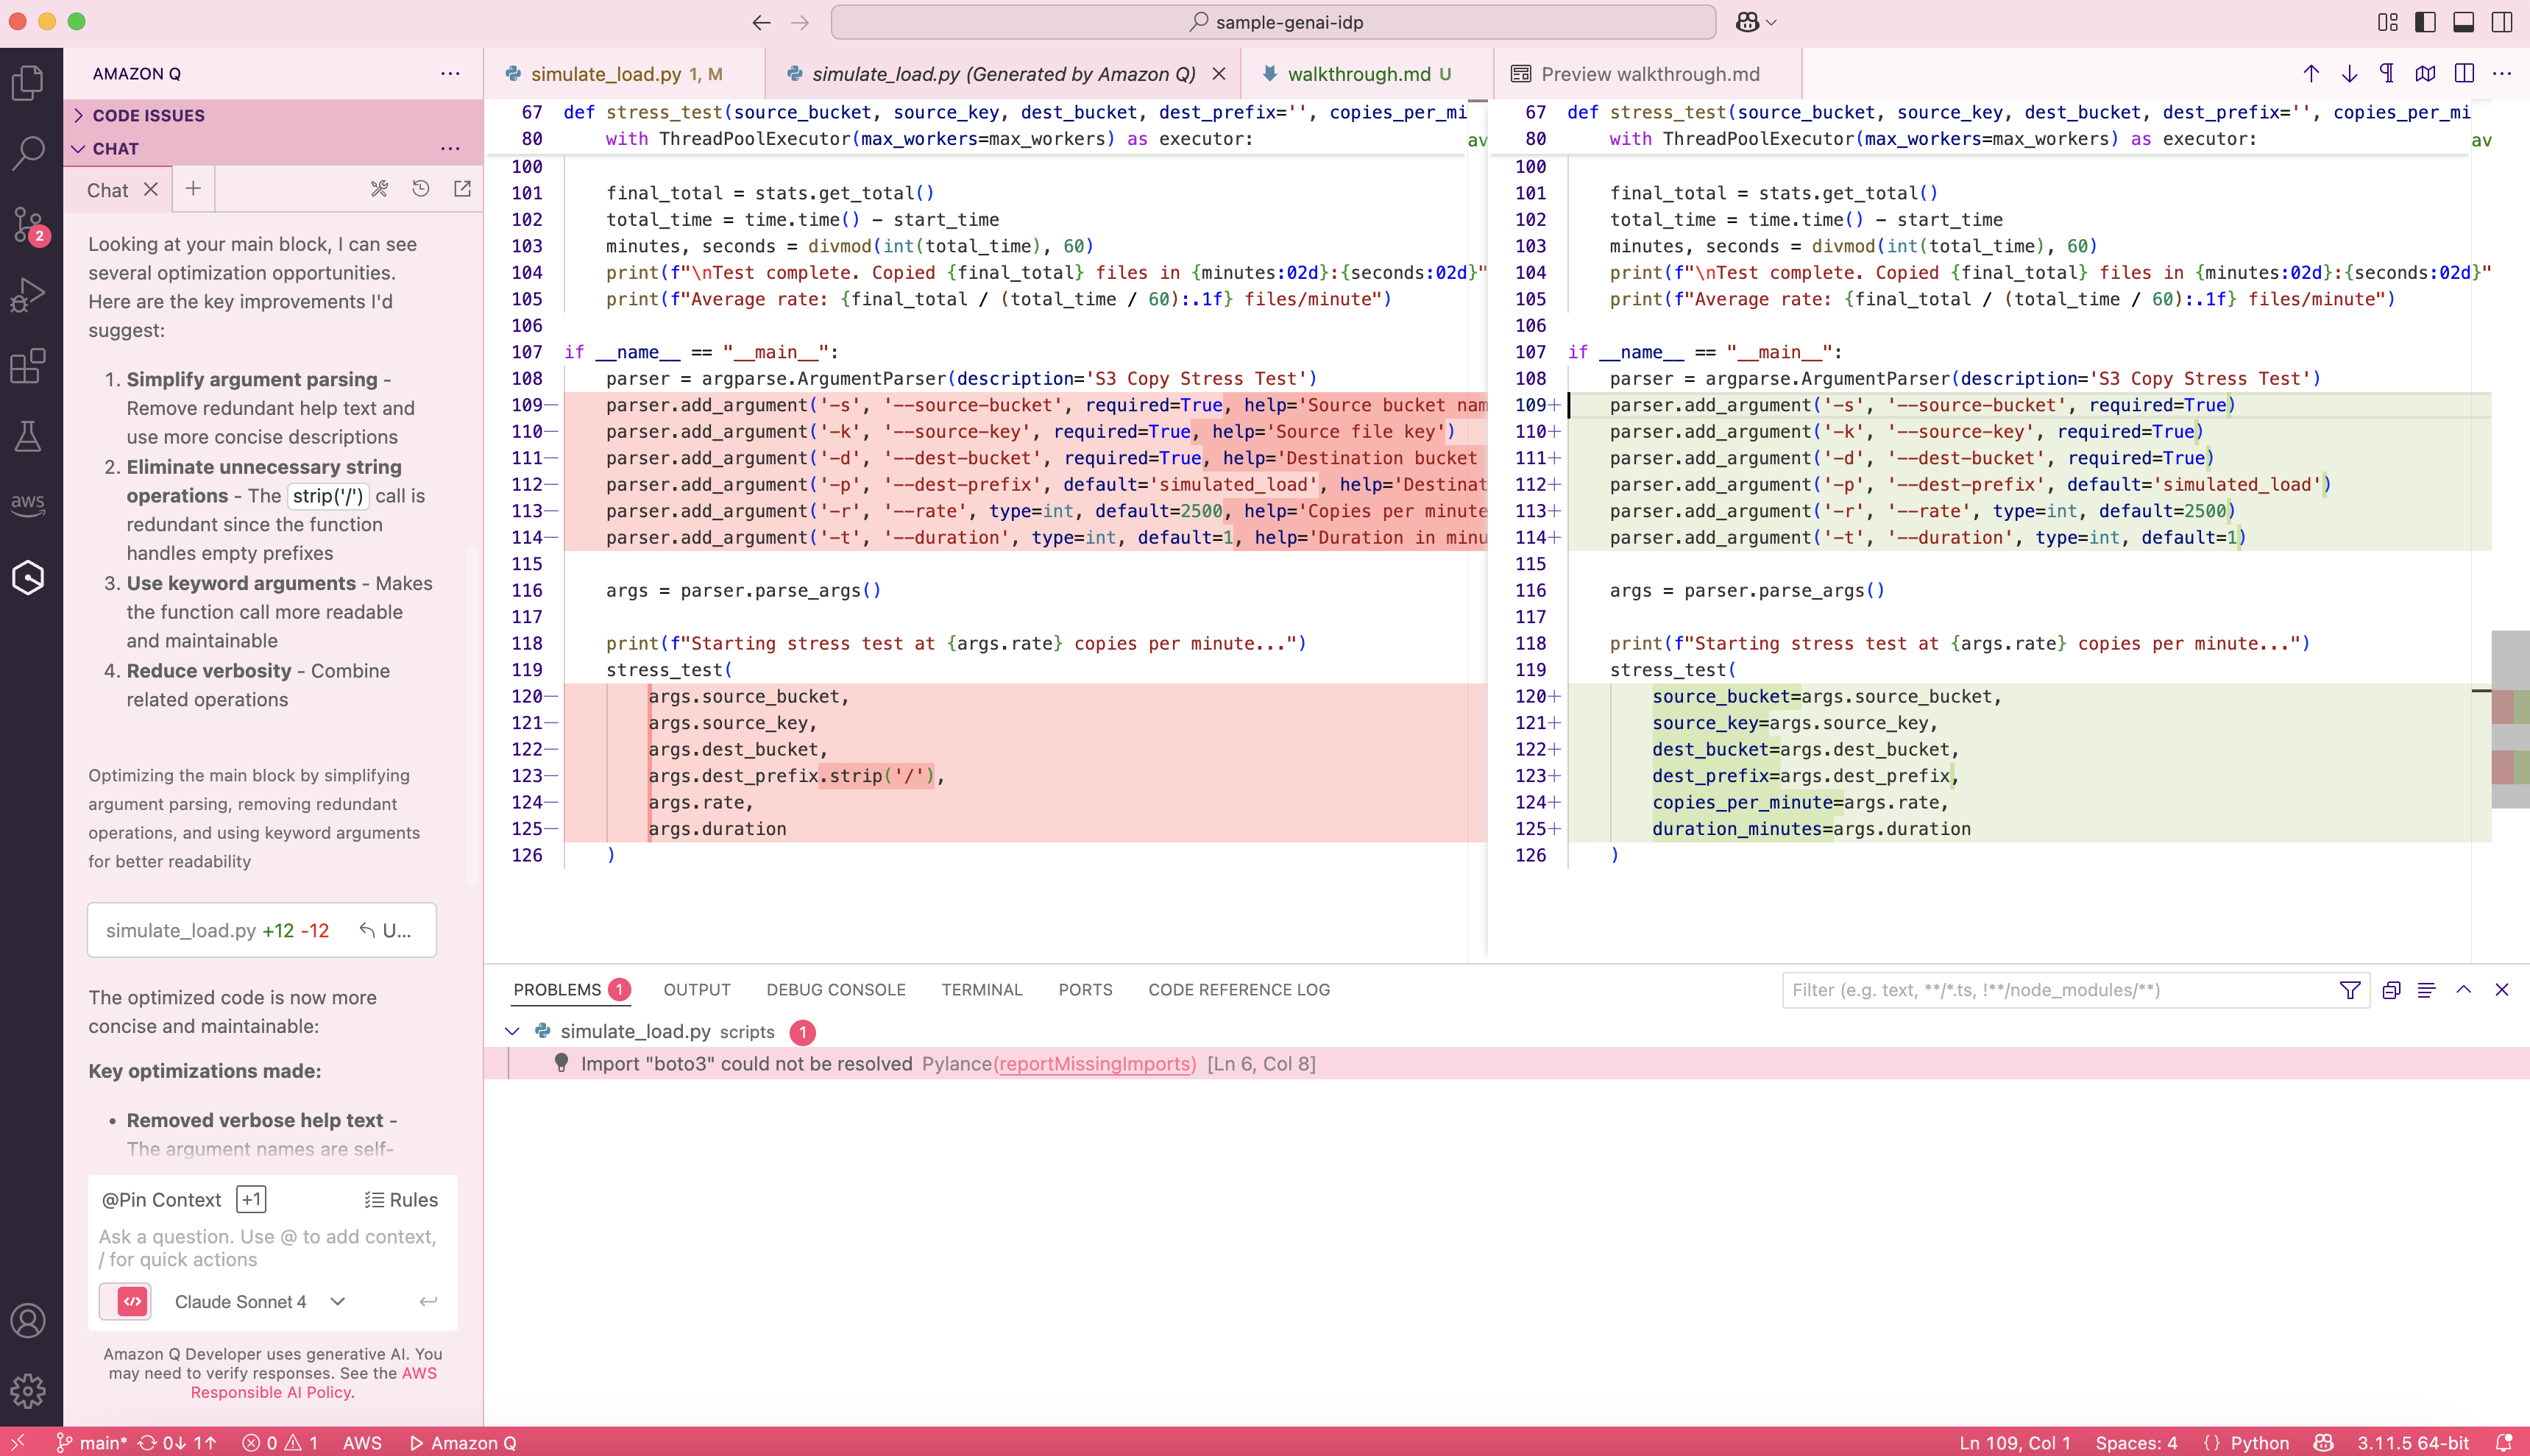 sample-genai-idp
AMAZON Q
CODE ISSUES
CHAT
Chat
Looking at your main block, I can see
several optimization opportunities.
Here are the key improvements I'd
suggest:
1. Simplify argument parsing -
Remove redundant help text and
use more concise descriptions
2. Eliminate unnecessary string
operations - The strip('/') call is
redundant since the function
handles empty prefixes
3. Use keyword arguments - Makes
the function call more readable
and maintainable
4. Reduce verbosity - Combine
related operations
Optimizing the main block by simplifying
argument parsing, removing redundant
operations, and using keyword arguments
for better readability
simulate_load.py +12 -12 U...
The optimized code is now more
concise and maintainable:
Key optimizations made:
• Removed verbose help text -
The argument names are self-
@Pin Context +1 Rules
Ask a question. Use @ to add context,
/ for quick actions
Claude Sonnet 4
Amazon Q Developer uses generative AI. You
may need to verify responses. See the AWS
Responsible AI Policy.
2
aws
simulate_load.py 1, M
simulate_load.py (Generated by Amazon Q)
walkthrough.md U
Preview walkthrough.md
67 def stress_test(source_bucket, source_key, dest_bucket, dest_prefix='', copies_per_mi
80 with ThreadPoolExecutor(max_workers=max_workers) as executor:
av
100
101 final_total = stats.get_total()
102 total_time = time.time() - start_time
103 minutes, seconds = divmod(int(total_time), 60)
104 print(f"\nTest complete. Copied {final_total} files in {minutes:02d}:{seconds:02d}"
105 print(f"Average rate: {final_total / (total_time / 60):.1f} files/minute")
106
107 if __name__ == "__main__":
108 parser = argparse.ArgumentParser(description='S3 Copy Stress Test')
109— parser.add_argument('-s', '--source-bucket', required=True, help='Source bucket nam
110— parser.add_argument('-k', '--source-key', required=True, help='Source file key')
111— parser.add_argument('-d', '--dest-bucket', required=True, help='Destination bucket
112— parser.add_argument('-p', '--dest-prefix', default='simulated_load', help='Destinat
113— parser.add_argument('-r', '--rate', type=int, default=2500, help='Copies per minute
114— parser.add_argument('-t', '--duration', type=int, default=1, help='Duration in minu
115
116 args = parser.parse_args()
117
118 print(f"Starting stress test at {args.rate} copies per minute...")
119 stress_test(
120— args.source_bucket,
121— args.source_key,
122— args.dest_bucket,
123— args.dest_prefix.strip('/'),
124— args.rate,
125— args.duration
126 )
67 def stress_test(source_bucket, source_key, dest_bucket, dest_prefix='', copies_per_mi
80 with ThreadPoolExecutor(max_workers=max_workers) as executor:
av
100
101 final_total = stats.get_total()
102 total_time = time.time() - start_time
103 minutes, seconds = divmod(int(total_time), 60)
104 print(f"\nTest complete. Copied {final_total} files in {minutes:02d}:{seconds:02d}"
105 print(f"Average rate: {final_total / (total_time / 60):.1f} files/minute")
106
107 if __name__ == "__main__":
108 parser = argparse.ArgumentParser(description='S3 Copy Stress Test')
109+ parser.add_argument('-s', '--source-bucket', required=True)
110+ parser.add_argument('-k', '--source-key', required=True)
111+ parser.add_argument('-d', '--dest-bucket', required=True)
112+ parser.add_argument('-p', '--dest-prefix', default='simulated_load')
113+ parser.add_argument('-r', '--rate', type=int, default=2500)
114+ parser.add_argument('-t', '--duration', type=int, default=1)
115
116 args = parser.parse_args()
117
118 print(f"Starting stress test at {args.rate} copies per minute...")
119 stress_test(
120+ source_bucket=args.source_bucket,
121+ source_key=args.source_key,
122+ dest_bucket=args.dest_bucket,
123+ dest_prefix=args.dest_prefix,
124+ copies_per_minute=args.rate,
125+ duration_minutes=args.duration
126 )
PROBLEMS 1 OUTPUT DEBUG CONSOLE TERMINAL PORTS CODE REFERENCE LOG
Filter (e.g. text, **/*.ts, !**/node_modules/**)
simulate_load.py scripts 1
Import "boto3" could not be resolved Pylance(reportMissingImports) [Ln 6, Col 8]
main* 0↓ 1↑ 0 1 AWS Amazon Q
Ln 109, Col 1 Spaces: 4 {} Python 3.11.5 64-bit